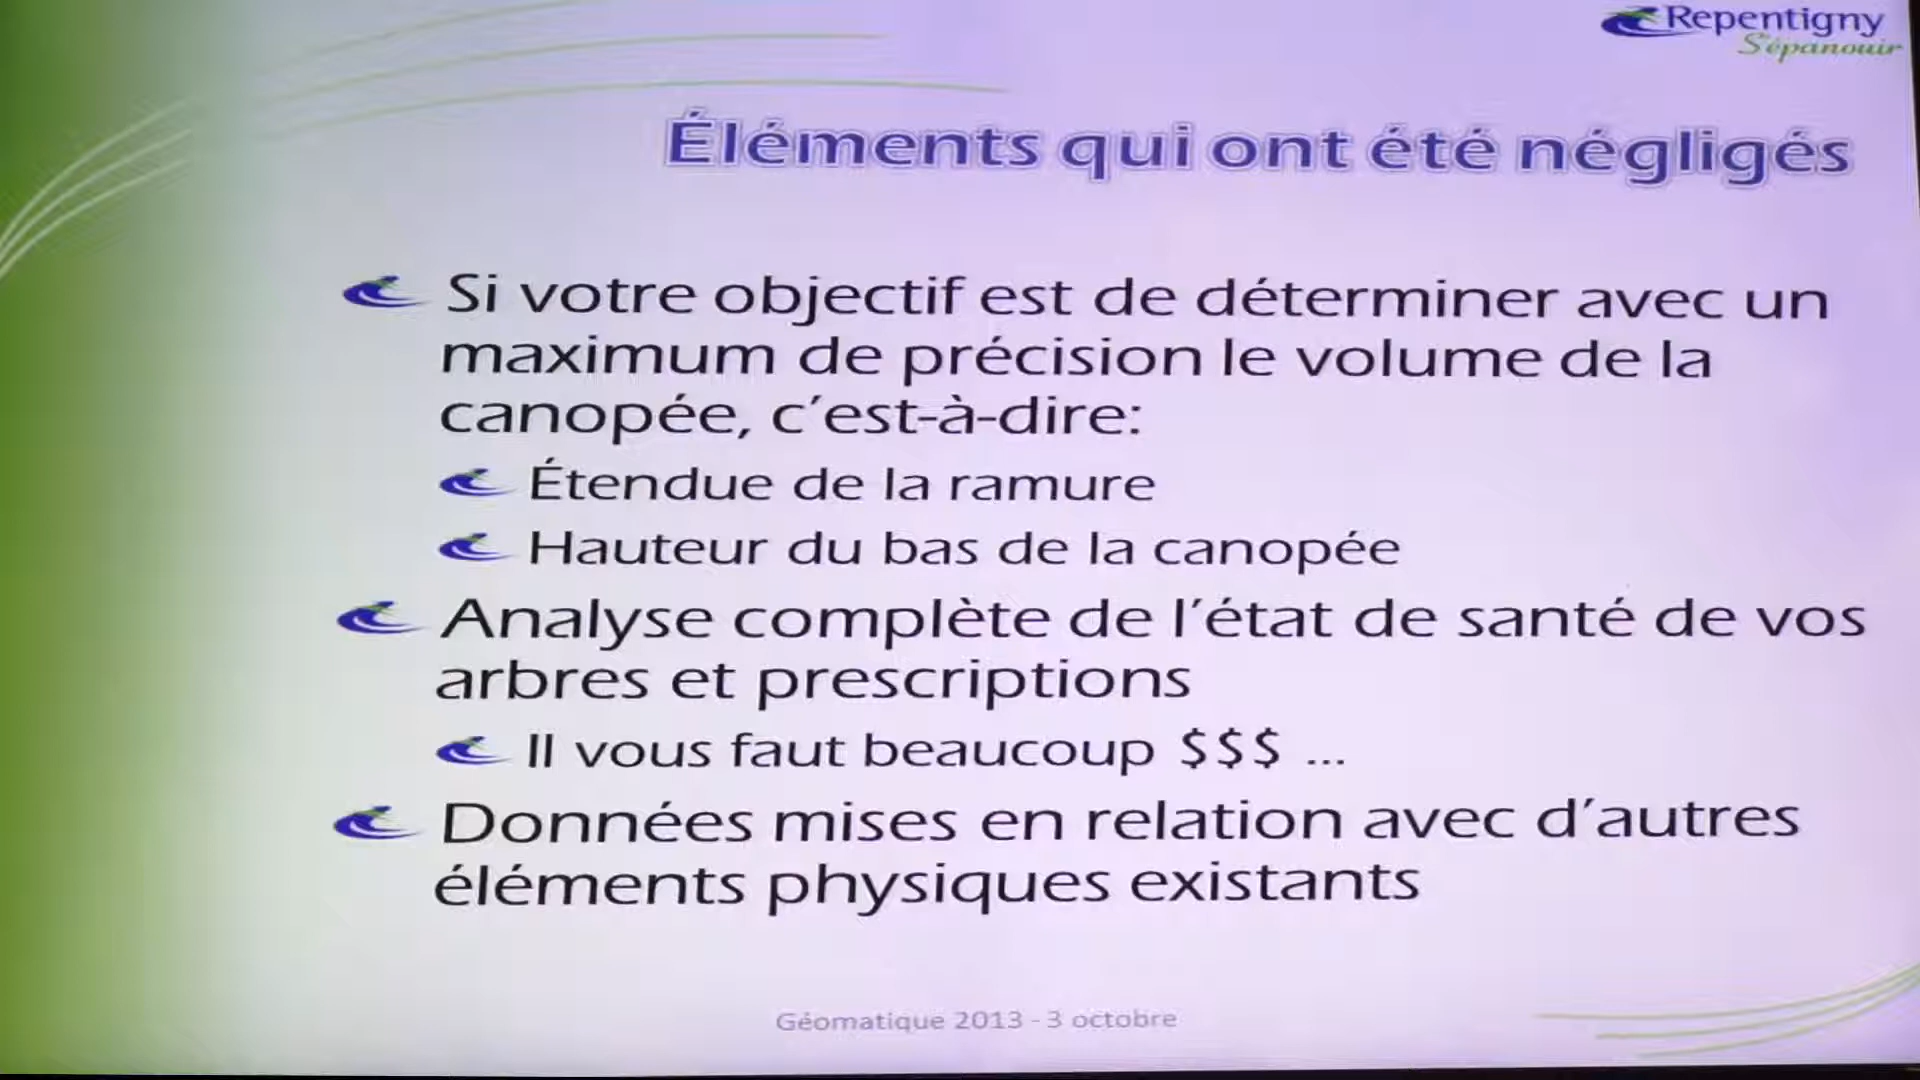 Repentigny
S'épanouir
Éléments qui ont été négligés
Si votre objectif est de déterminer avec un
maximum de précision le volume de la
canopée, c'est-à-dire:
Étendue de la ramure
Hauteur du bas de la canopée
Analyse complète de l'état de santé de vos
arbres et prescriptions
Il vous faut beaucoup $$$ ...
Données mises en relation avec d'autres
éléments physiques existants
Géomatique 2013 - 3 octobre